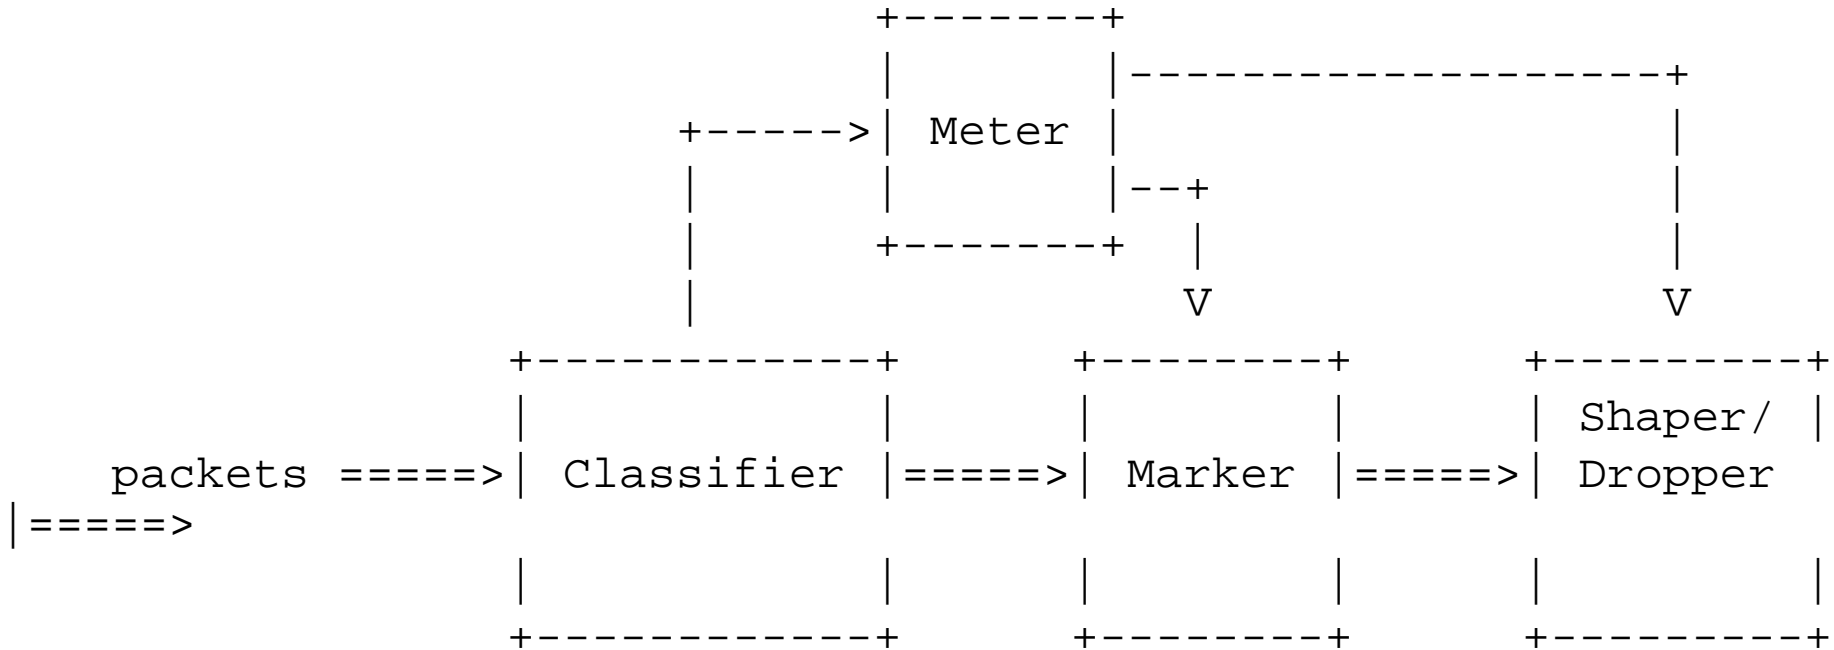 +-------+
                                |       |-------------------+
                         +----->| Meter |                   |
                         |      |       |--+                |
                         |      +-------+  |                |
                         |                 V                V
                   +------------+      +--------+      +---------+
                   |            |      |        |      | Shaper/ |
     packets =====>| Classifier |=====>| Marker |=====>| Dropper
|=====>
                   |            |      |        |      |         |
                   +------------+      +--------+      +---------+